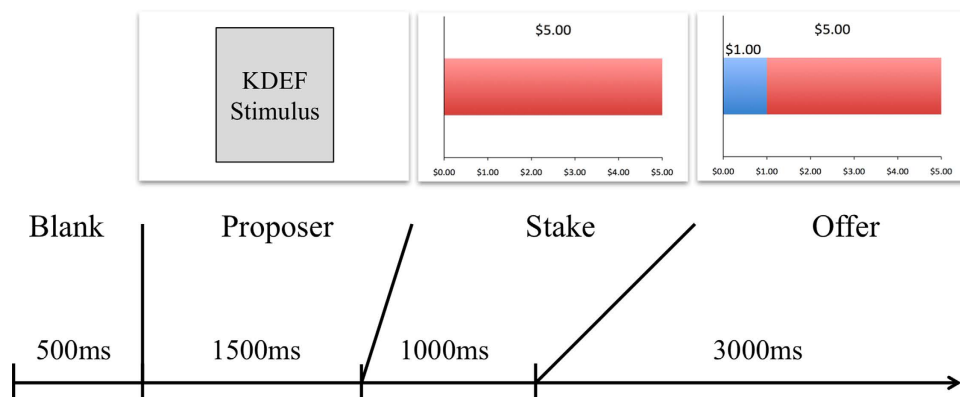 KDEF
Stimulus
$5.00
$0.00 $1.00 $2.00 $3.00 $4.00 $5.00
$5.00
$1.00
$0.00 $1.00 $2.00 $3.00 $4.00 $5.00
Blank Proposer Stake Offer
500ms 1500ms 1000ms 3000ms